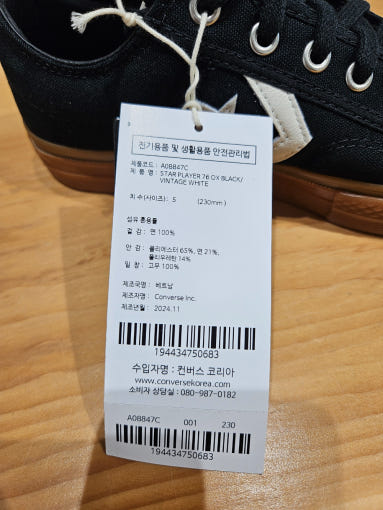 전기용품 및 생활용품 안전관리법
제품코드 : A08847C
제 품 명 : STAR PLAYER 76 OX BLACK/
VINTAGE WHITE
치 수(사이즈) : 5 (230mm)
섬유 혼용율
겉 감 : 면 100%
안 감 : 폴리에스터 65%, 면 21%,
폴리우레탄 14%
밑 창 : 고무 100%
제조국명 : 베트남
제조자명 : Converse Inc.
제조년월 : 2024.11
194434750683
수입자명 : 컨버스 코리아
www.conversekorea.com
소비자 상담실 : 080-987-0182
A08847C 001 230
194434750683